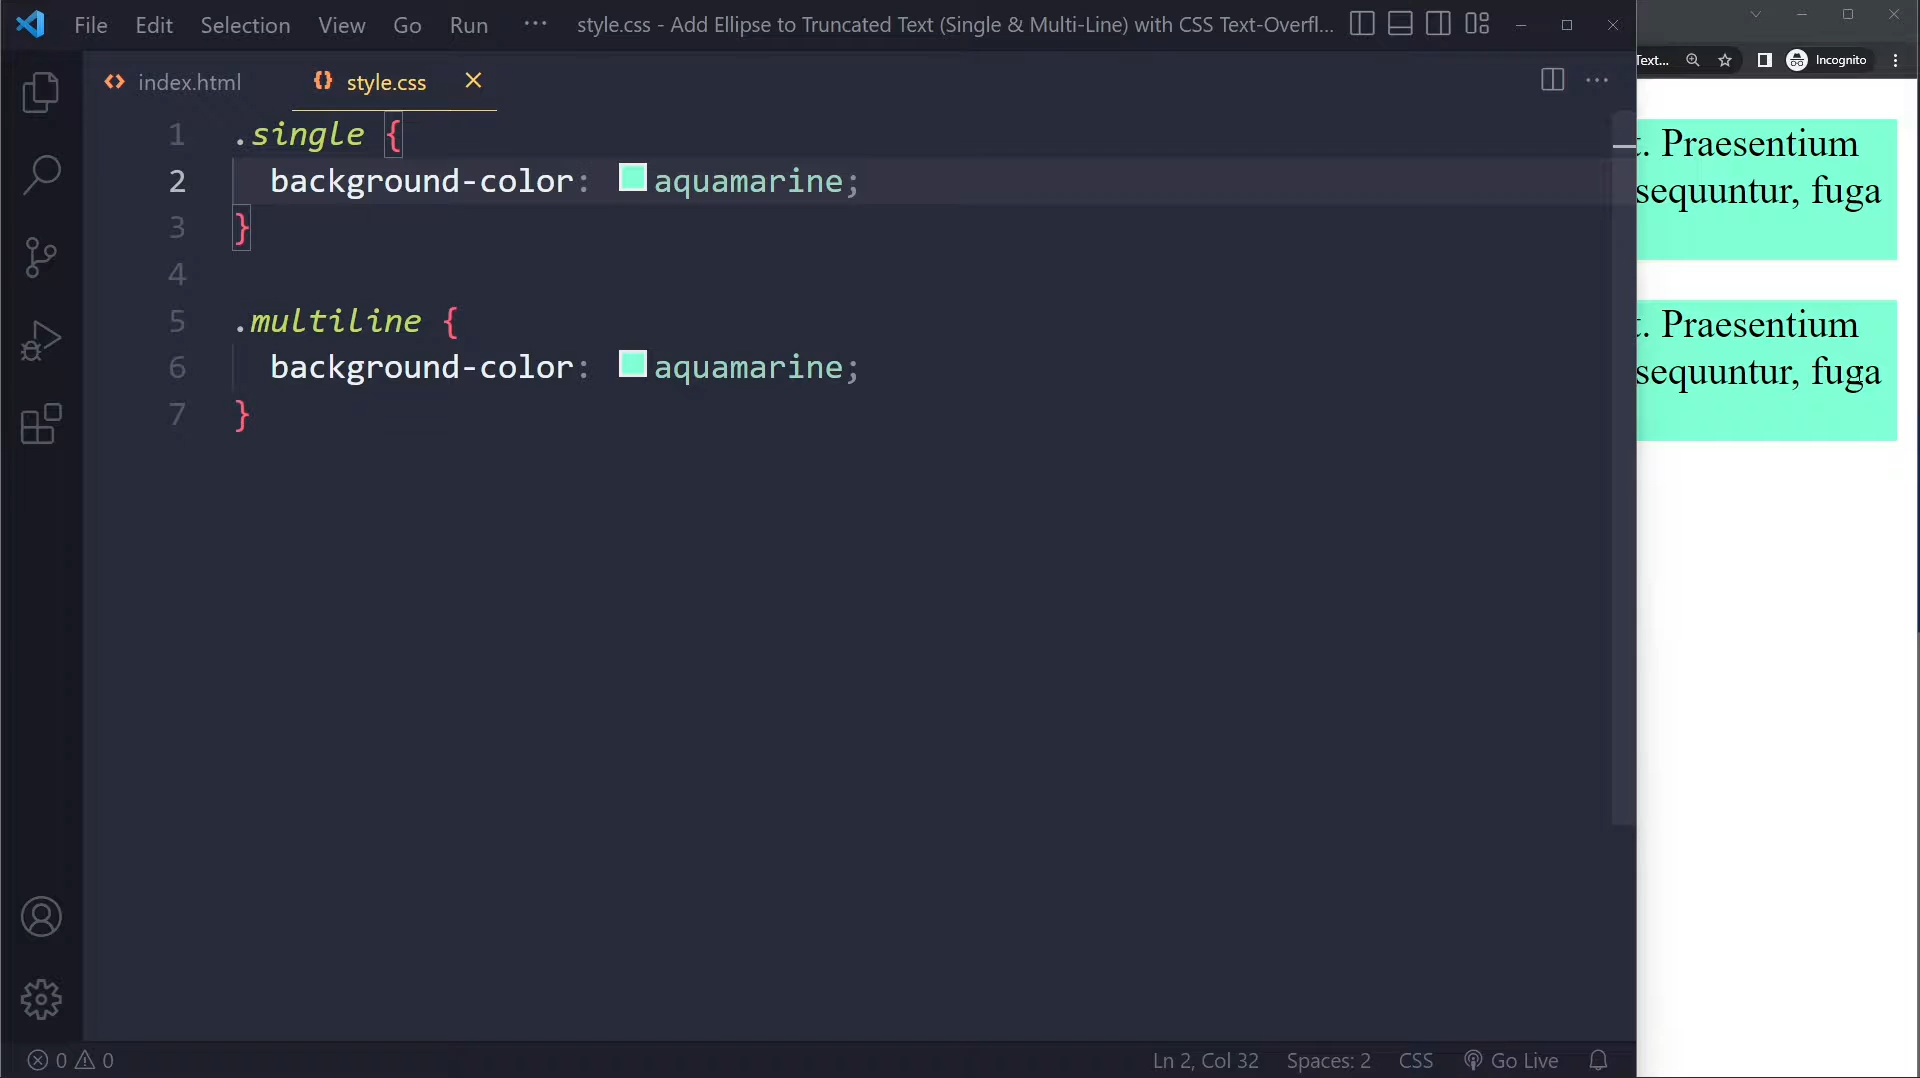 File Edit Selection View Go Run ··· style.css - Add Ellipse to Truncated Text (Single & Multi-Line) with CSS Text-Overfl...
Text... Incognito
index.html style.css
1 .single {
2 background-color: aquamarine;
3 }
4
5 .multiline {
6 background-color: aquamarine;
7 }
t. Praesentium
sequuntur, fuga
t. Praesentium
sequuntur, fuga
0 0 Ln 2, Col 32 Spaces: 2 CSS Go Live